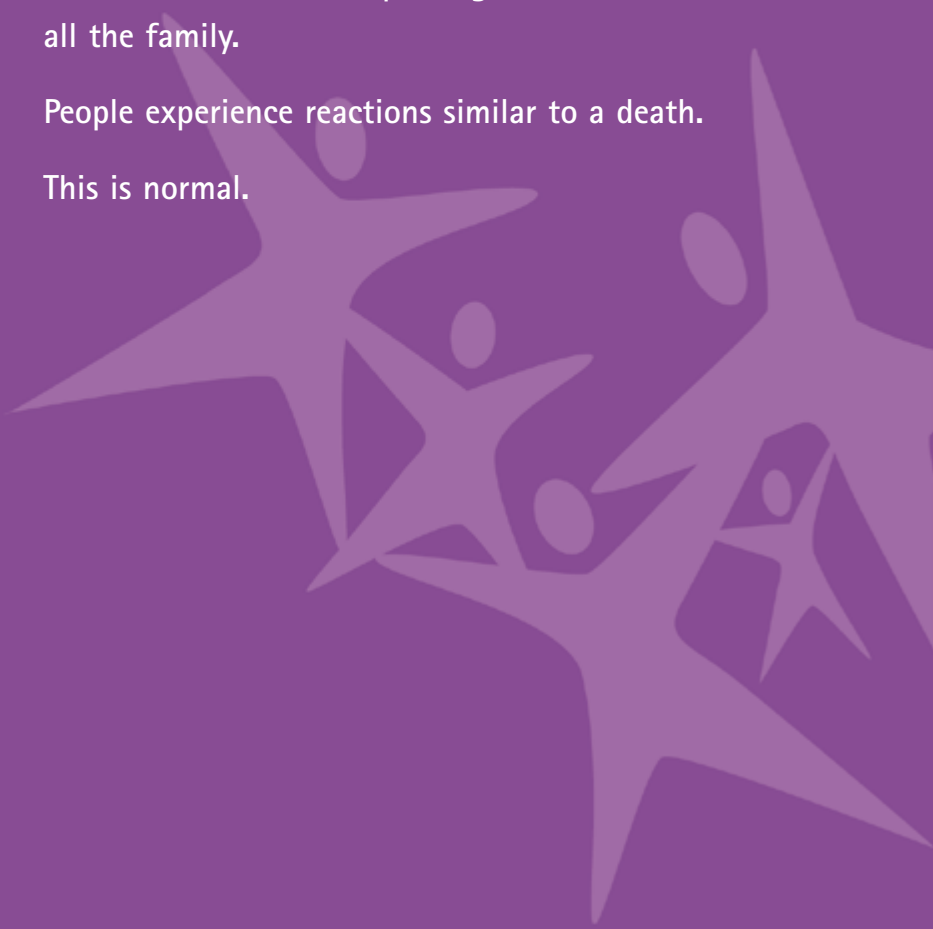 all the family.
People experience reactions similar to a death.
This is normal.